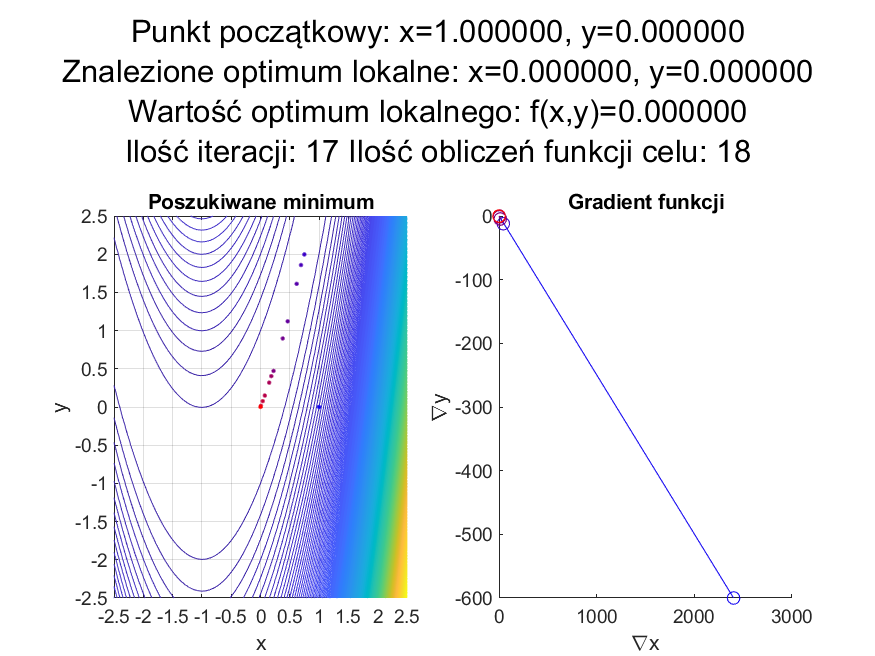 Punkt początkowy: x=1.000000, y=0.000000
Znalezione optimum lokalne: x=0.000000, y=0.000000
Wartość optimum lokalnego: f(x,y)=0.000000
Ilość iteracji: 17 Ilość obliczeń funkcji celu: 18
Poszukiwane minimum
2.5
2
1.5
1
0.5
0
-0.5
-1
-1.5
-2
-2.5
y
-2.5 -2 -1.5 -1 -0.5 0 0.5 1 1.5 2 2.5
x
Gradient funkcji
0
-100
-200
-300
-400
-500
-600
∇y
0 1000 2000 3000
∇x